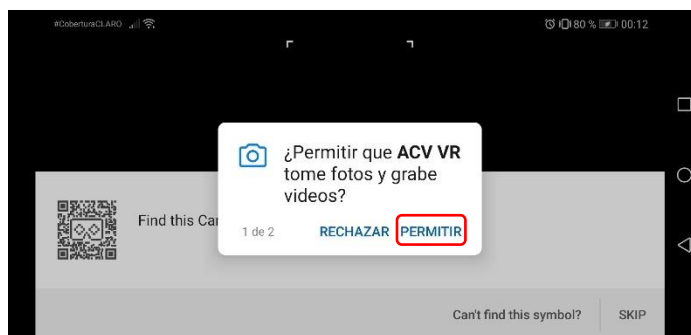 #CoberturaCLARO
80 % 00:12
¿Permitir que ACV VR
tome fotos y grabe
videos?
Find this Car
1 de 2 RECHAZAR PERMITIR
Can't find this symbol? SKIP